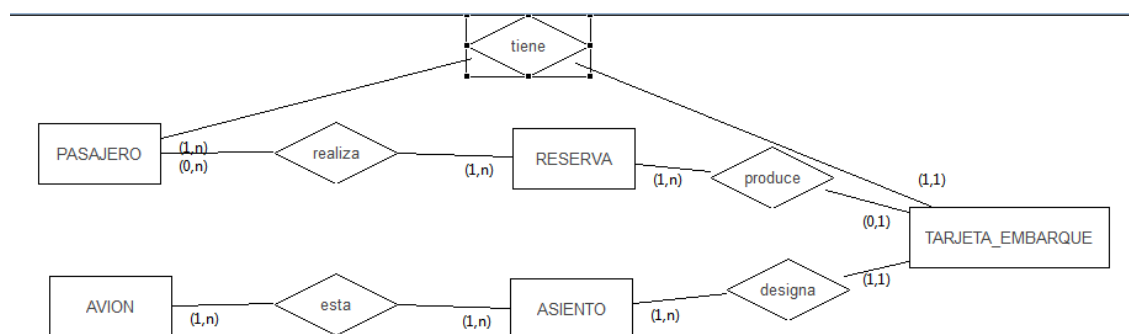 tiene
PASAJERO
(1,n)
(0,n)
realiza
(1,n)
RESERVA
(1,n)
produce
(1,1)
(0,1)
TARJETA_EMBARQUE
AVION
(1,n)
esta
(1,n)
ASIENTO
(1,n)
designa
(1,1)